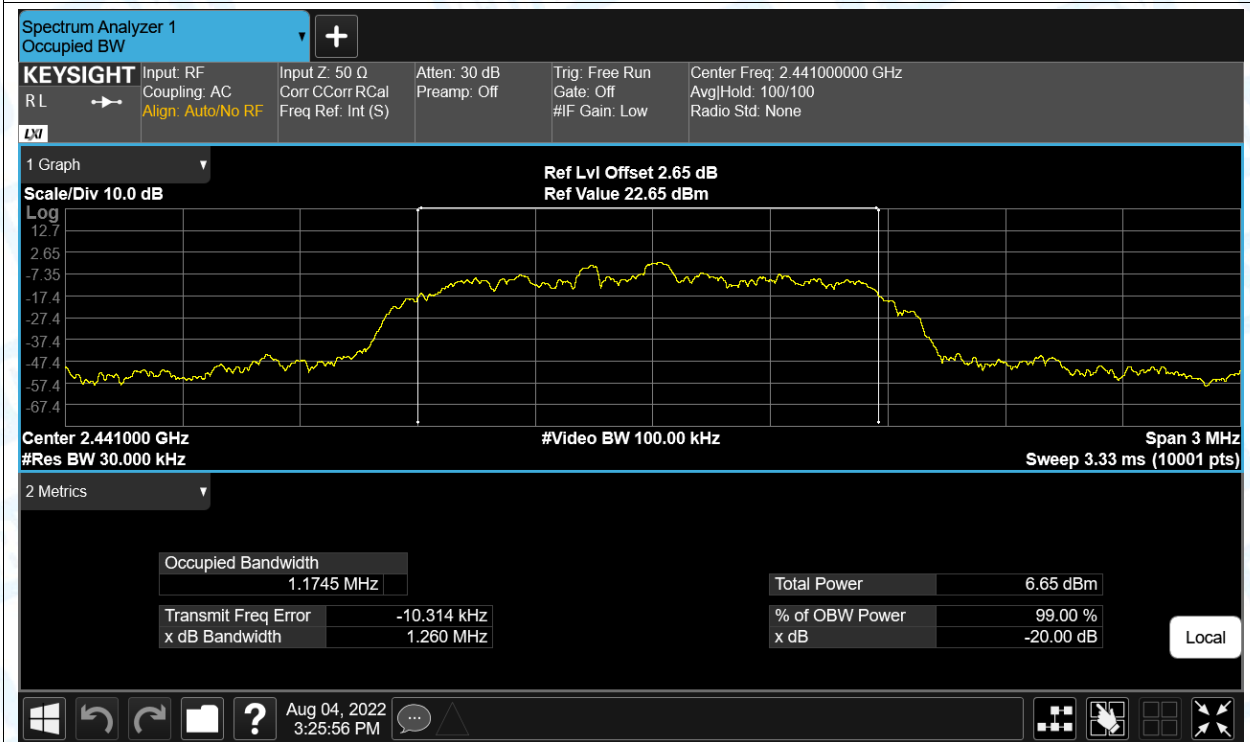 Spectrum Analyzer 1
Occupied BW
KEYSIGHT
R L
LXI
Input: RF
Coupling: AC
Align: Auto/No RF
Input Z: 50 Ω
Corr CCorr RCal
Freq Ref: Int (S)
Atten: 30 dB
Preamp: Off
Trig: Free Run
Gate: Off
#IF Gain: Low
Center Freq: 2.441000000 GHz
Avg|Hold: 100/100
Radio Std: None
1 Graph
Scale/Div 10.0 dB
Ref Lvl Offset 2.65 dB
Ref Value 22.65 dBm
Log
12.7
2.65
-7.35
-17.4
-27.4
-37.4
-47.4
-57.4
-67.4
Center 2.441000 GHz
#Res BW 30.000 kHz
#Video BW 100.00 kHz
Span 3 MHz
Sweep 3.33 ms (10001 pts)
2 Metrics
Occupied Bandwidth
1.1745 MHz
Transmit Freq Error -10.314 kHz
x dB Bandwidth 1.260 MHz
Total Power 6.65 dBm
% of OBW Power 99.00 %
x dB -20.00 dB
Local
?
Aug 04, 2022
3:25:56 PM